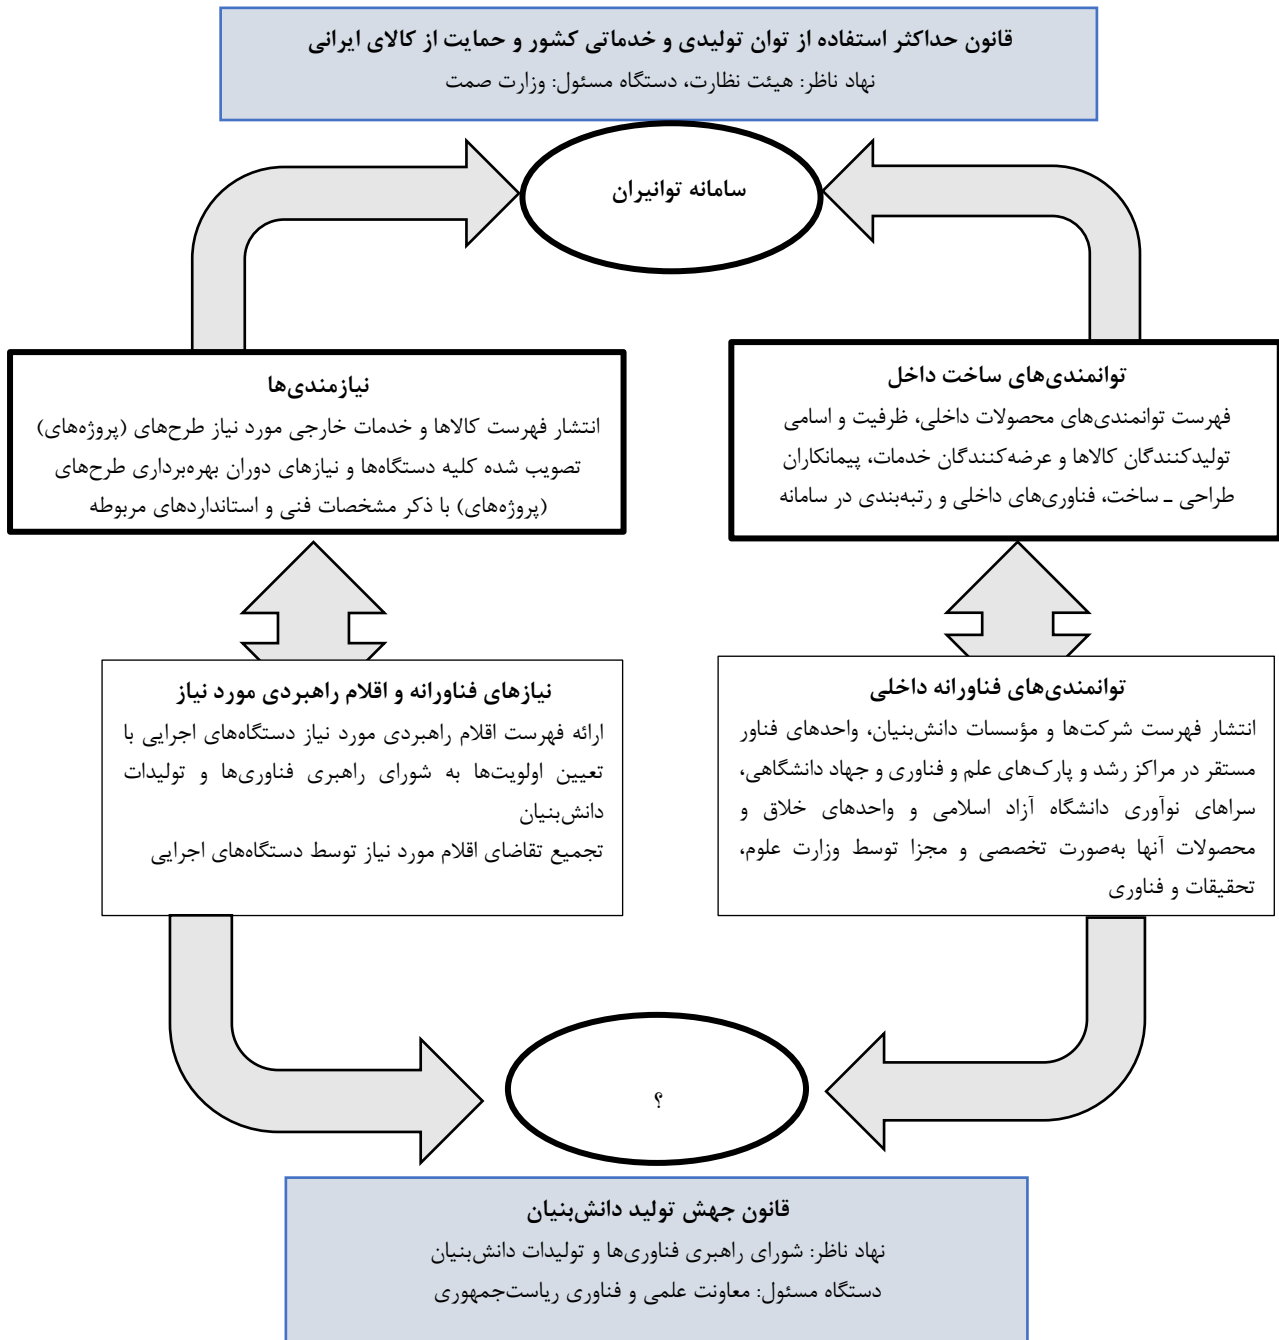 قانون حداکثر استفاده از توان تولیدی و خدماتی کشور و حمایت از کالای ایرانی
نهاد ناظر: هیئت نظارت، دستگاه مسئول: وزارت صمت
سامانه توانیران
توانمندی‌های ساخت داخل
فهرست توانمندی‌های محصولات داخلی، ظرفیت و اسامی
تولیدکنندگان کالاها و عرضه‌کنندگان خدمات، پیمانکاران
طراحی ـ ساخت، فناوری‌های داخلی و رتبه‌بندی در سامانه
نیازمندی‌ها
انتشار فهرست کالاها و خدمات خارجی مورد نیاز طرح‌های (پروژه‌های)
تصویب شده کلیه دستگاه‌ها و نیازهای دوران بهره‌برداری طرح‌های
(پروژه‌های) با ذکر مشخصات فنی و استانداردهای مربوطه
توانمندی‌های فناورانه داخلی
انتشار فهرست شرکت‌ها و مؤسسات دانش‌بنیان، واحدهای فناور
مستقر در مراکز رشد و پارک‌های علم و فناوری و جهاد دانشگاهی،
سراهای نوآوری دانشگاه آزاد اسلامی و واحدهای خلاق و
محصولات آنها به‌صورت تخصصی و مجزا توسط وزارت علوم،
تحقیقات و فناوری
نیازهای فناورانه و اقلام راهبردی مورد نیاز
ارائه فهرست اقلام راهبردی مورد نیاز دستگاه‌های اجرایی با
تعیین اولویت‌ها به شورای راهبری فناوری‌ها و تولیدات
دانش‌بنیان
تجمیع تقاضای اقلام مورد نیاز توسط دستگاه‌های اجرایی
؟
قانون جهش تولید دانش‌بنیان
نهاد ناظر: شورای راهبری فناوری‌ها و تولیدات دانش‌بنیان
دستگاه مسئول: معاونت علمی و فناوری ریاست‌جمهوری